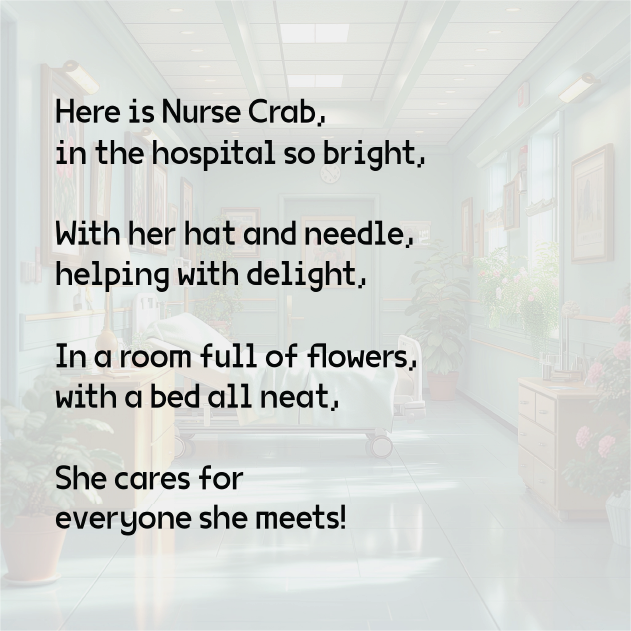 Here is Nurse Crab,
in the hospital so bright,
With her hat and needle,
helping with delight,
In a room full of flowers,
with a bed all neat,
She cares for
everyone she meets!